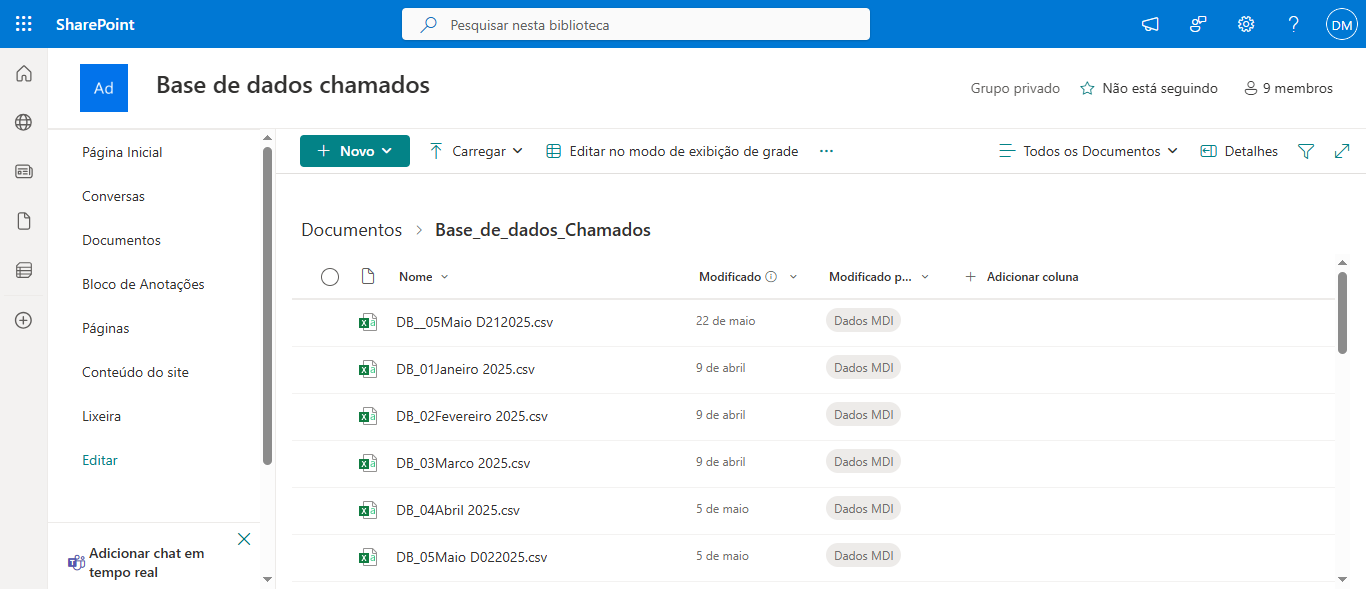 SharePoint
Pesquisar nesta biblioteca
?
DM
Ad
Base de dados chamados
Grupo privado
Não está seguindo
9 membros
Página Inicial
Conversas
Documentos
Bloco de Anotações
Páginas
Conteúdo do site
Lixeira
Editar
Adicionar chat em
tempo real
Novo
Carregar
Editar no modo de exibição de grade
...
Todos os Documentos
Detalhes
Documentos > Base_de_dados_Chamados
Nome Modificado Modificado p... + Adicionar coluna
DB__05Maio D212025.csv 22 de maio Dados MDI
DB_01Janeiro 2025.csv 9 de abril Dados MDI
DB_02Fevereiro 2025.csv 9 de abril Dados MDI
DB_03Marco 2025.csv 9 de abril Dados MDI
DB_04Abril 2025.csv 5 de maio Dados MDI
DB_05Maio D022025.csv 5 de maio Dados MDI